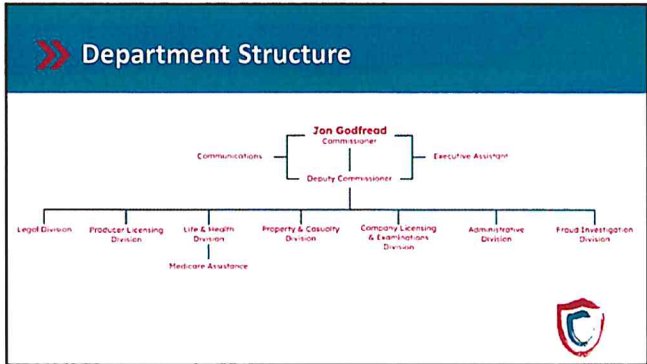 Department Structure
Jon Godfread
Commissioner
Communications
Executive Assistant
Deputy Commissioner
Legal Division
Producer Licensing
Division
Life & Health
Division
Property & Casualty
Division
Company Licensing
& Examinations
Division
Administrative
Division
Fraud Investigation
Division
Medicare Assistance